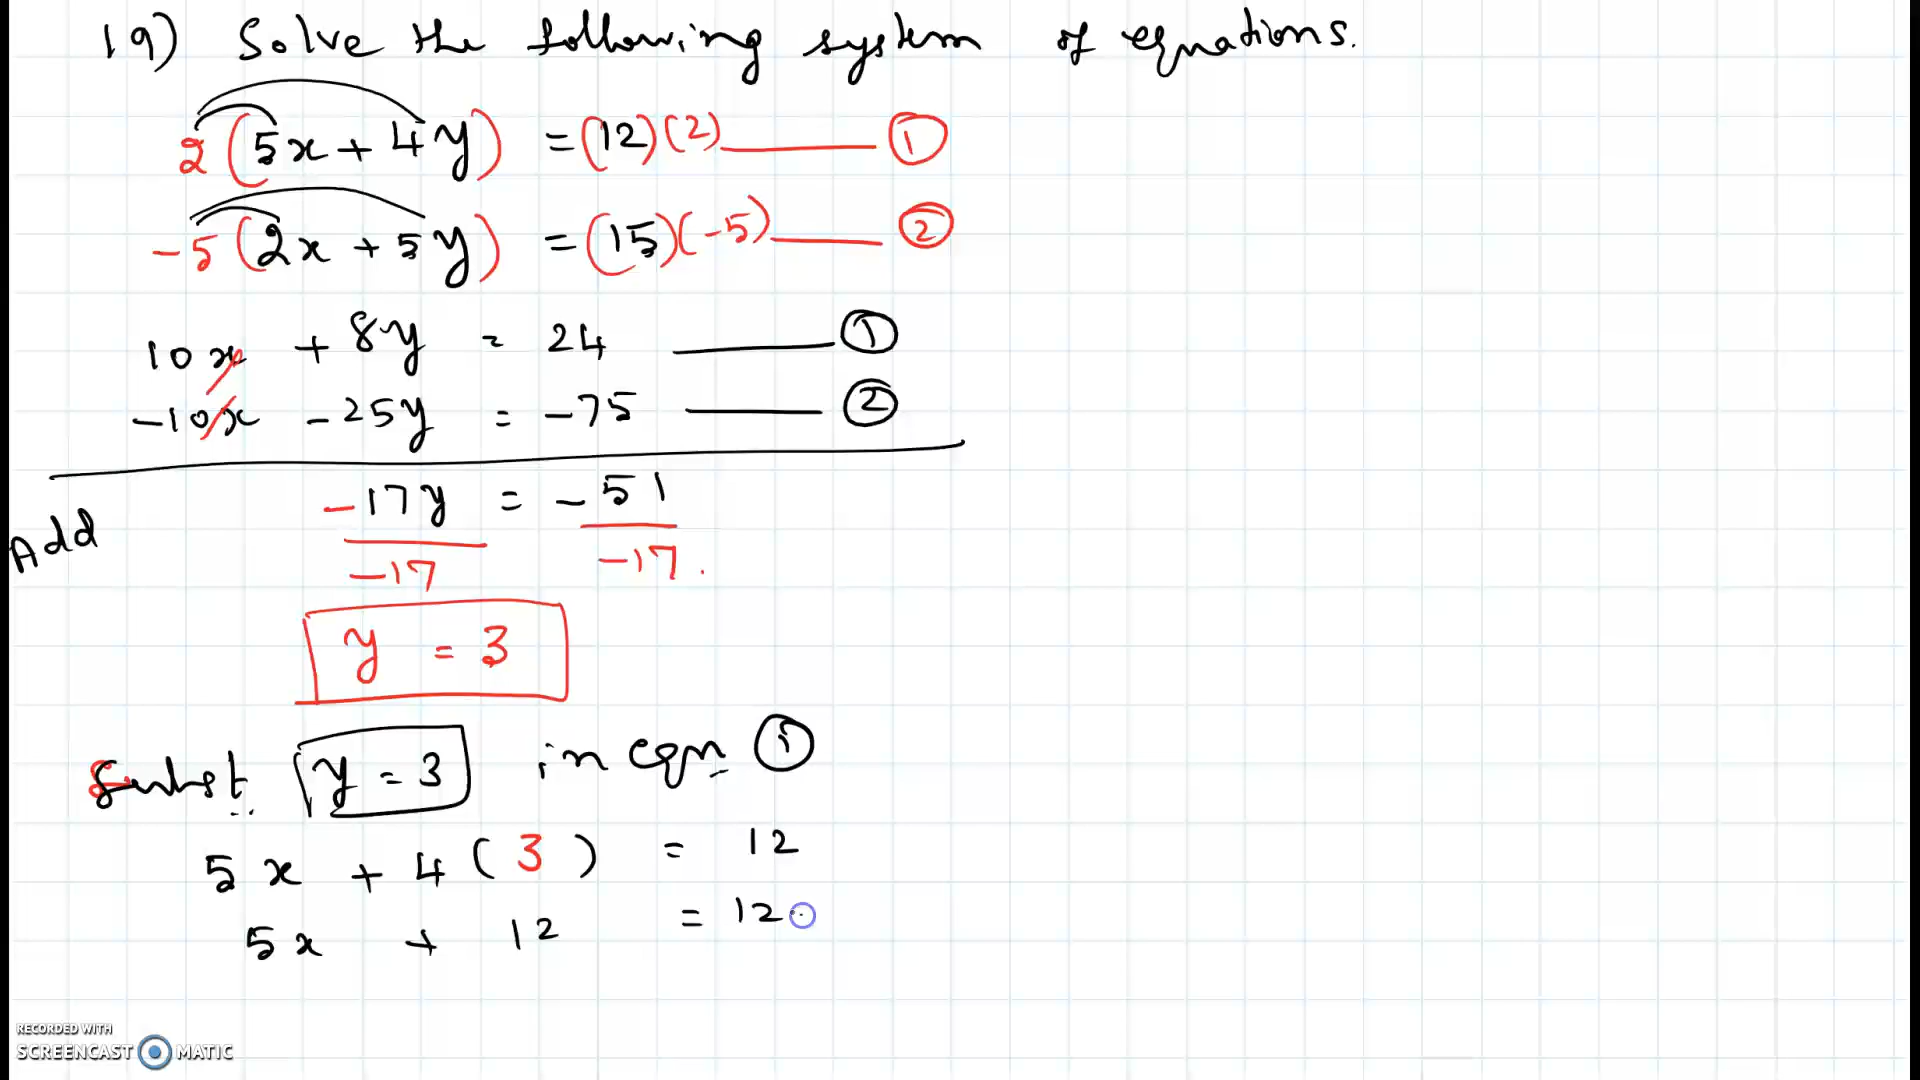 19) Solve the following system of equations.
2(5x + 4y) = (12)(2) ——— ①
-5(2x + 5y) = (15)(-5) ——— ②
10x + 8y = 24 ——— ①
-10x - 25y = -75 ——— ②
-17y = -51
Add
-17 -17.
y = 3
Subst. y = 3 in eqn ①
5x + 4(3) = 12
5x + 12 = 12
RECORDED WITH
SCREENCAST MATIC